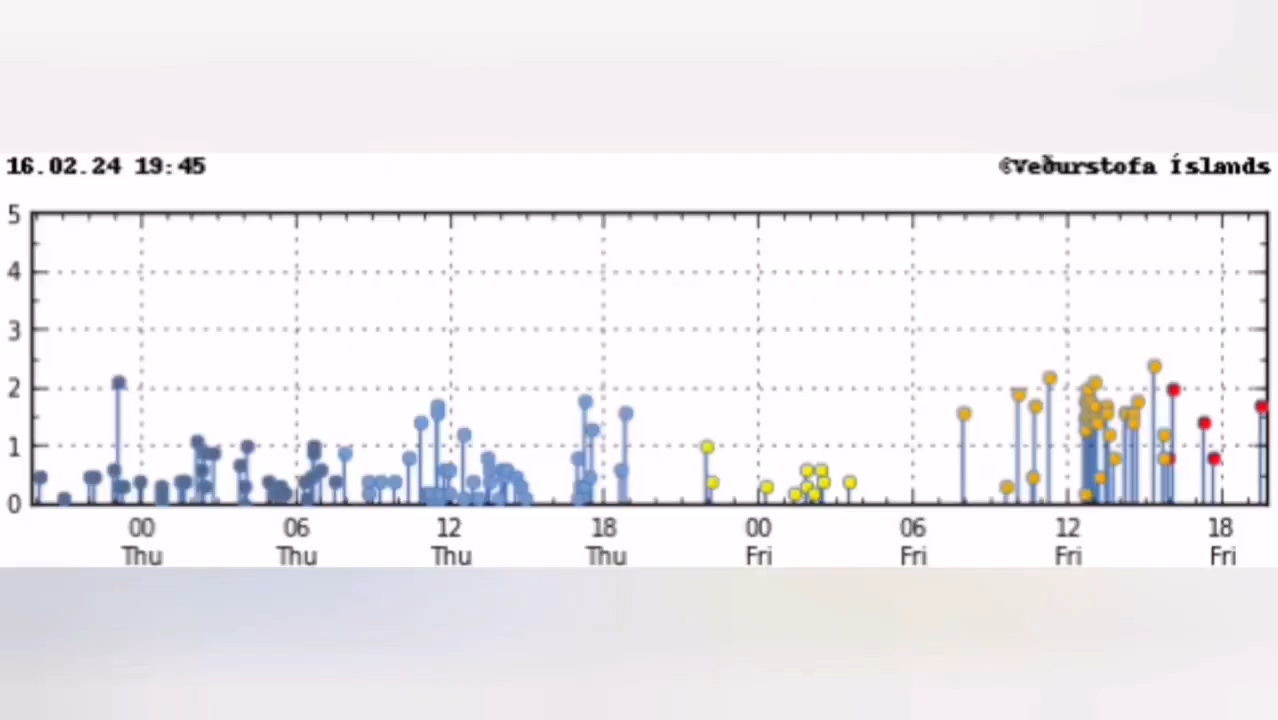 16.02.24 19:45 ©Veðurstofa Íslands
5
4
3
2
1
0
00 06 12 18 00 06 12 18
Thu Thu Thu Thu Fri Fri Fri Fri